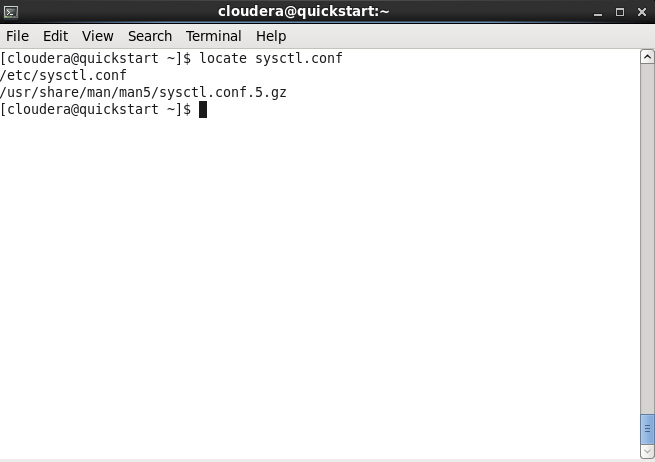 cloudera@quickstart:~
File Edit View Search Terminal Help
[cloudera@quickstart ~]$ locate sysctl.conf
/etc/sysctl.conf
/usr/share/man/man5/sysctl.conf.5.gz
[cloudera@quickstart ~]$